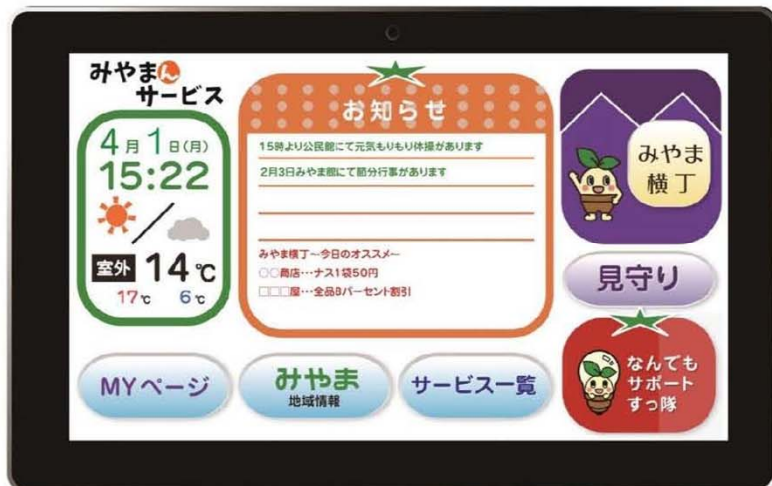 みやまんサービス
4月1日(月)
15:22
室外 14℃
17℃ 6℃
お知らせ
15時より公民館にて元気もりもり体操があります
2月3日みやま館にて節分行事があります
みやま横丁〜今日のオススメ〜
○○商店…ナス1袋50円
□□□屋…全品8パーセント割引
みやま
横丁
見守り
なんでも
サポート
すっ隊
MYページ
みやま
地域情報
サービス一覧